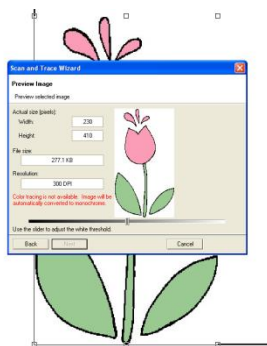 Scan and Trace Wizard
Preview Image
Preview selected image
Actual size (pixels):
Width: 230
Height: 410
File size:
277.1 KB
Resolution:
300 DPI
Color tracing is not available. Image will be
automatically converted to monochrome.
Use the slider to adjust the white threshold.
Back Next Cancel